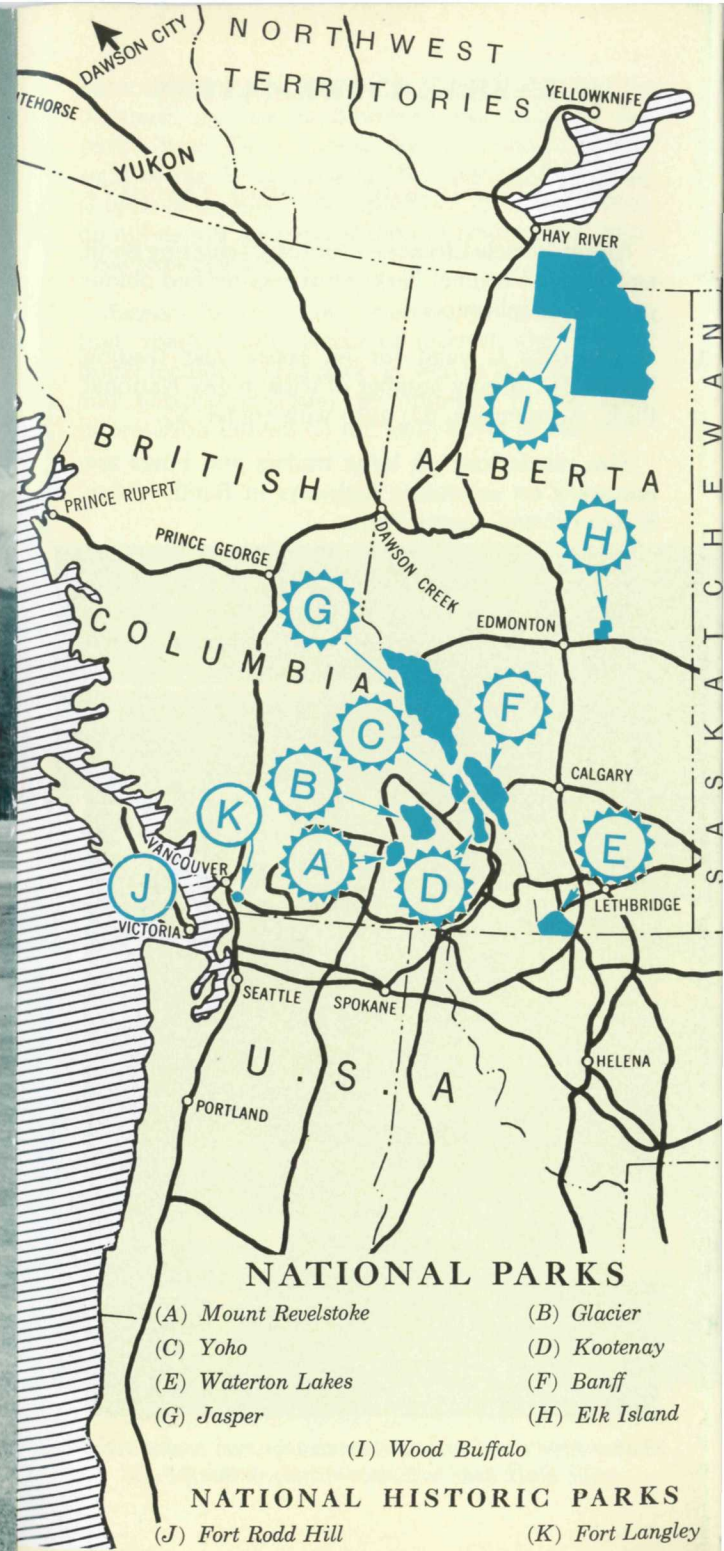 NORTHWEST
TERRITORIES
DAWSON CITY
YELLOWKNIFE
ITEHORSE
YUKON
HAY RIVER
I
BRITISH
ALBERTA
SASKATCHEWAN
PRINCE RUPERT
H
PRINCE GEORGE
DAWSON CREEK
G
EDMONTON
COLUMBIA
F
C
B
CALGARY
K
A
D
E
VANCOUVER
J
LETHBRIDGE
VICTORIA
SEATTLE
SPOKANE
U. S. A
HELENA
PORTLAND
NATIONAL PARKS
(A) Mount Revelstoke (B) Glacier
(C) Yoho (D) Kootenay
(E) Waterton Lakes (F) Banff
(G) Jasper (H) Elk Island
(I) Wood Buffalo
NATIONAL HISTORIC PARKS
(J) Fort Rodd Hill (K) Fort Langley